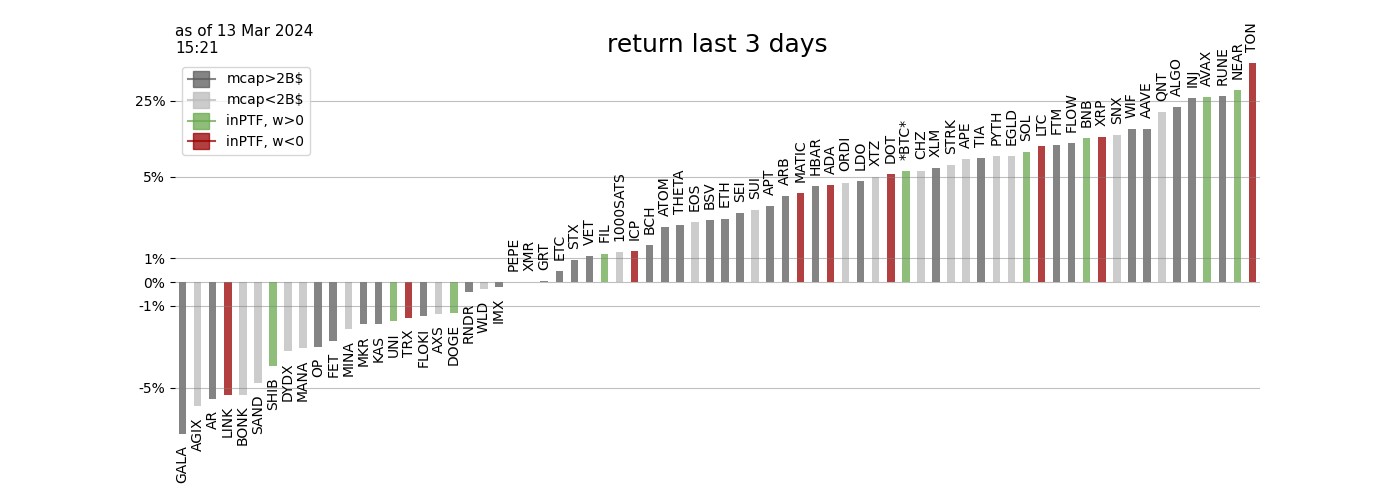 as of 13 Mar 2024
15:21
return last 3 days
mcap>2B$
mcap<2B$
inPTF, w>0
inPTF, w<0
25%
5%
1%
0%
-1%
-5%
GALA
AGIX
AR
LINK
BONK
SAND
SHIB
DYDX
MANA
OP
FET
MINA
MKR
KAS
UNI
TRX
FLOKI
AXS
DOGE
RNDR
WLD
IMX
PEPE
XMR
GRT
ETC
STX
VET
FIL
1000SATS
ICP
BCH
ATOM
THETA
EOS
BSV
ETH
SEI
SUI
APT
ARB
MATIC
HBAR
ADA
ORDI
LDO
XTZ
DOT
*BTC*
CHZ
XLM
STRK
APE
TIA
PYTH
EGLD
SOL
LTC
FTM
FLOW
BNB
XRP
SNX
WIF
AAVE
QNT
ALGO
INJ
AVAX
RUNE
NEAR
TON